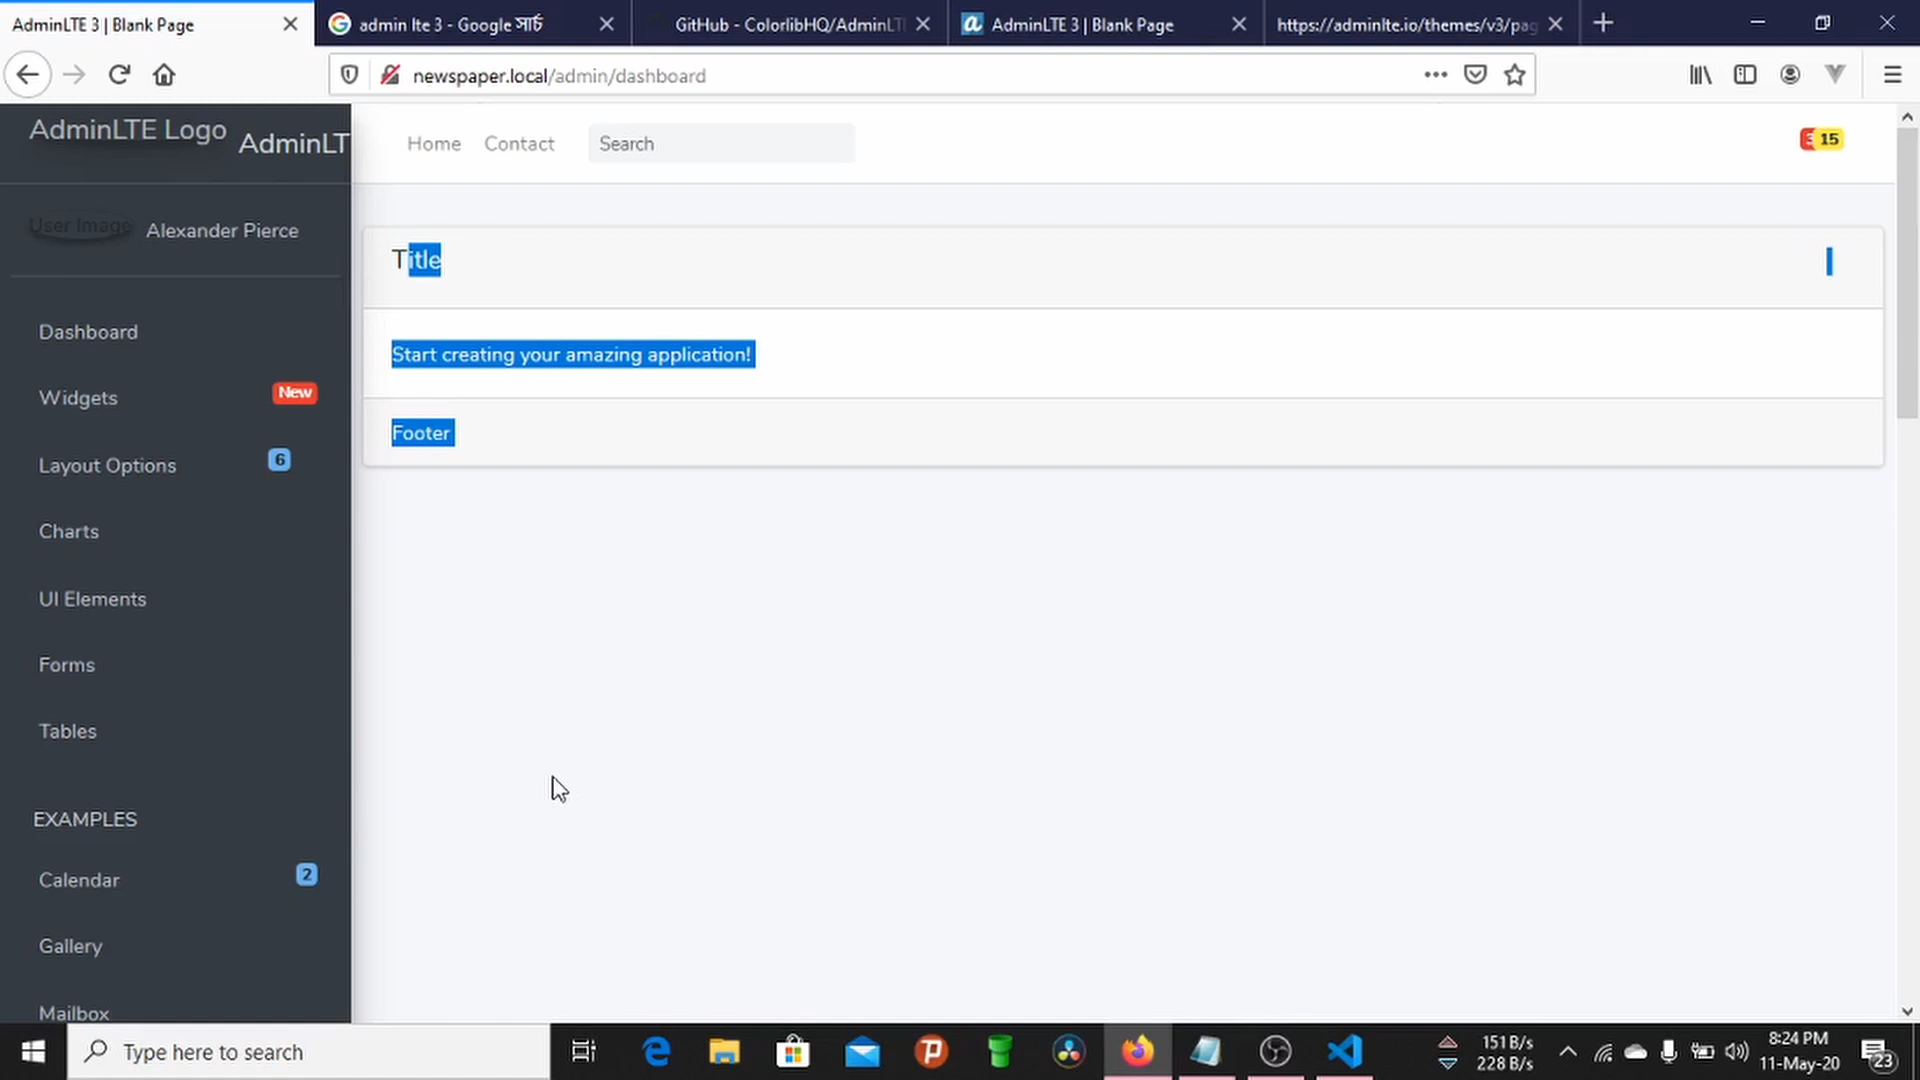 AdminLTE 3 | Blank Page
admin lte 3 - Google সার্চ
GitHub - ColorlibHQ/AdminLT
AdminLTE 3 | Blank Page
https://adminlte.io/themes/v3/pag
newspaper.local/admin/dashboard
AdminLTE Logo
AdminLT
Home
Contact
Search
3
15
User Image
Alexander Pierce
Title
Start creating your amazing application!
Footer
Dashboard
Widgets
New
Layout Options
6
Charts
UI Elements
Forms
Tables
EXAMPLES
Calendar
2
Gallery
Mailbox
Type here to search
151 B/s
228 B/s
8:24 PM
11-May-20
23